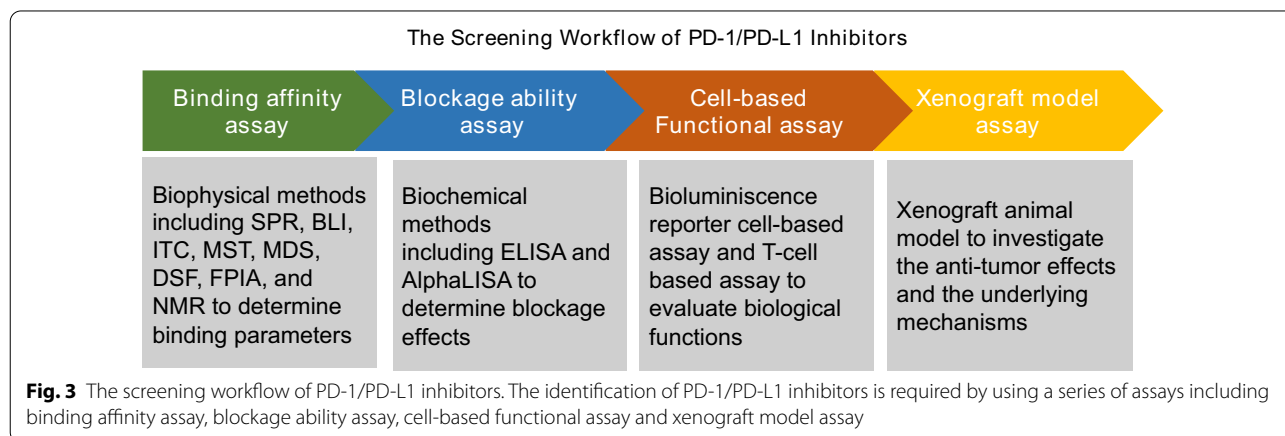 The Screening Workflow of PD-1/PD-L1 Inhibitors
Binding affinity
assay
Blockage ability
assay
Cell-based
Functional assay
Xenograft model
assay
Biophysical methods
including SPR, BLI,
ITC, MST, MDS,
DSF, FPIA, and
NMR to determine
binding parameters
Biochemical
methods
including ELISA and
AlphaLISA to
determine blockage
effects
Bioluminiscence
reporter cell-based
assay and T-cell
based assay to
evaluate biological
functions
Xenograft animal
model to investigate
the anti-tumor effects
and the underlying
mechanisms
Fig. 3 The screening workflow of PD-1/PD-L1 inhibitors. The identification of PD-1/PD-L1 inhibitors is required by using a series of assays including
binding affinity assay, blockage ability assay, cell-based functional assay and xenograft model assay